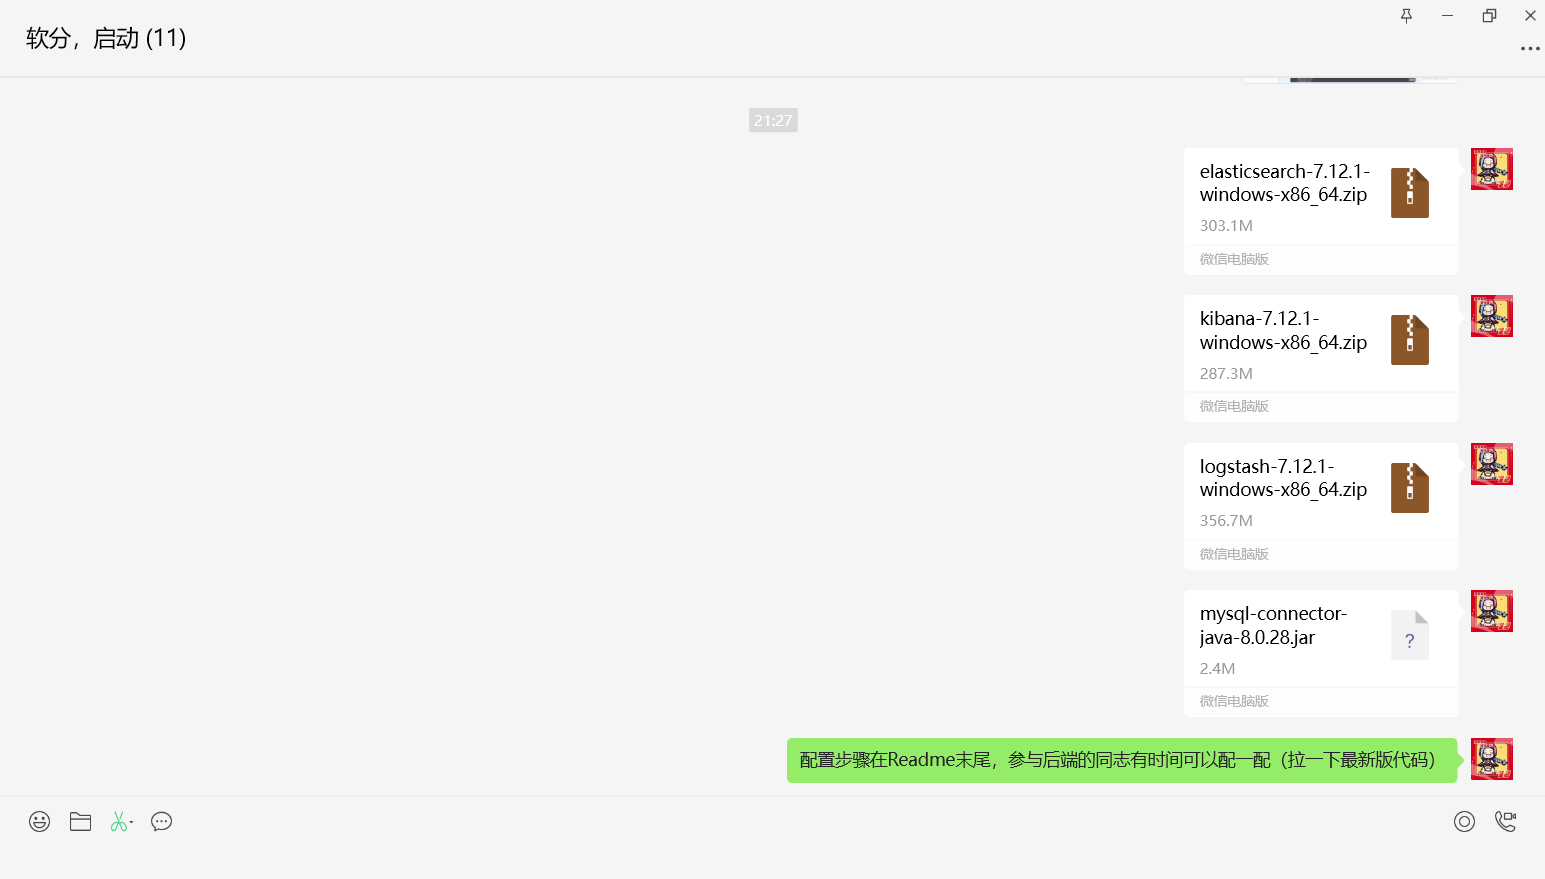 软分，启动 (11)
21:27
elasticsearch-7.12.1-
windows-x86_64.zip
303.1M
微信电脑版
kibana-7.12.1-
windows-x86_64.zip
287.3M
微信电脑版
logstash-7.12.1-
windows-x86_64.zip
356.7M
微信电脑版
mysql-connector-
java-8.0.28.jar
?
2.4M
微信电脑版
配置步骤在Readme末尾，参与后端的同志有时间可以配一配（拉一下最新版代码）